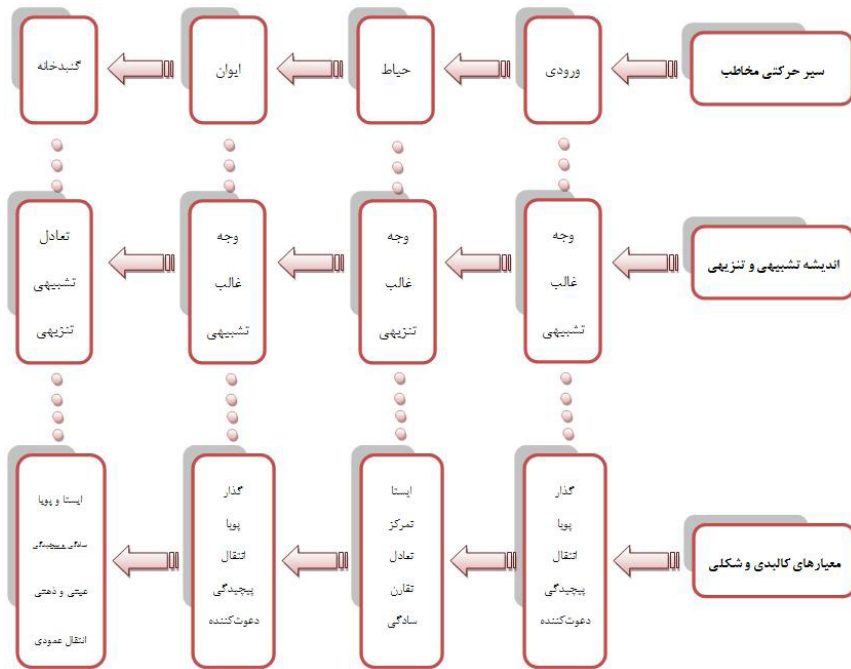 سیر حرکتی مخاطب
ورودی
حیاط
ایوان
گنبدخانه
اندیشه تشبیهی و تنزیهی
وجه
غالب
تشبیهی
وجه
غالب
تنزیهی
وجه
غالب
تشبیهی
تعادل
تشبیهی
تنزیهی
معیارهای کالبدی و شکلی
گذار
پویا
انتقال
پیچیدگی
دعوت‌کننده
ایستا
تمرکز
تعادل
تقارن
سادگی
گذار
پویا
انتقال
پیچیدگی
دعوت‌کننده
ایستا و پویا
سادگی و پیچیدگی
عینی و ذهنی
انتقال عمودی